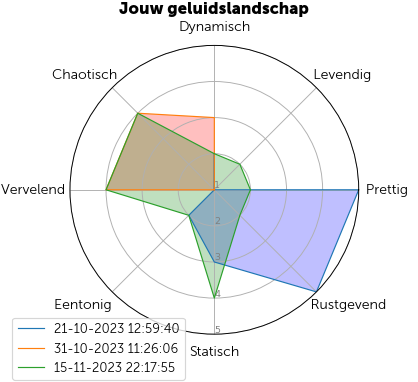 Jouw geluidslandschap
Dynamisch
Chaotisch
Levendig
Vervelend
Prettig
1
2
3
4
5
Eentonig
Rustgevend
Statisch
21-10-2023 12:59:40
31-10-2023 11:26:06
15-11-2023 22:17:55